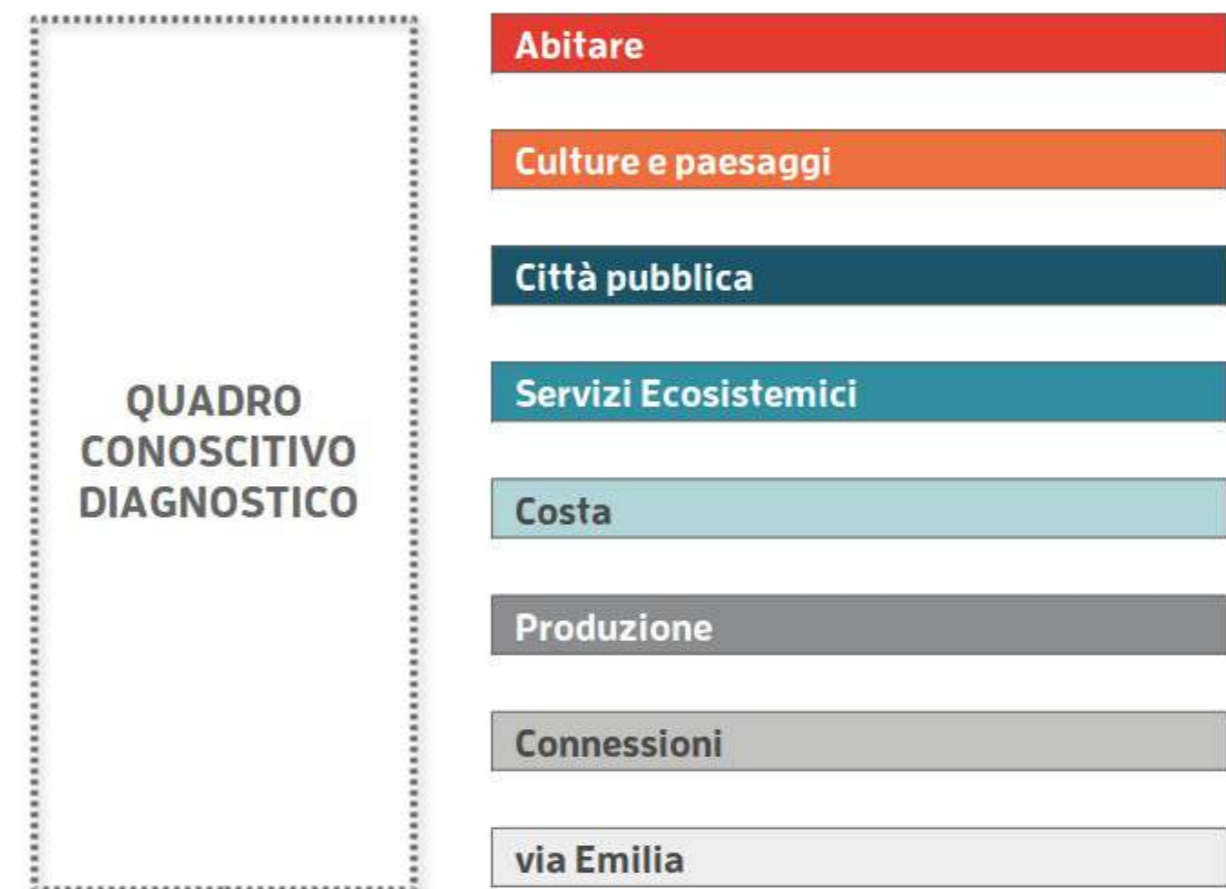 QUADRO
CONOSCITIVO
DIAGNOSTICO
Abitare
Culture e paesaggi
Città pubblica
Servizi Ecosistemici
Costa
Produzione
Connessioni
via Emilia